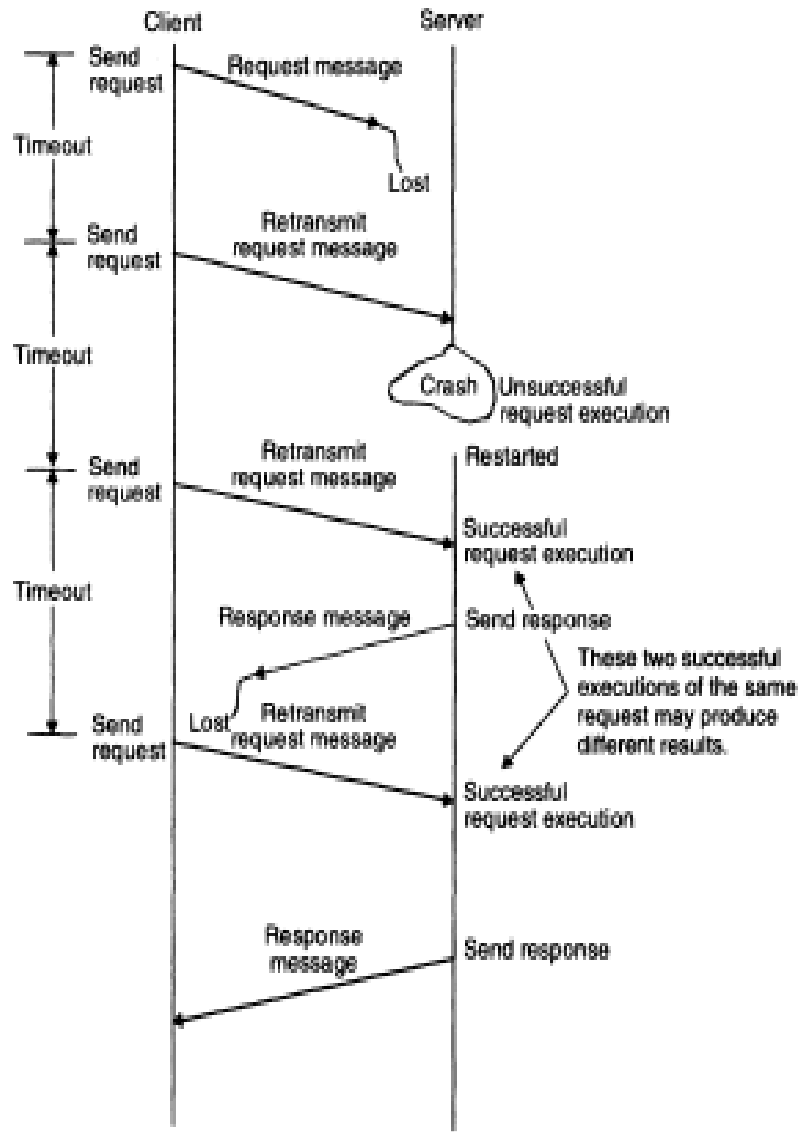 Client
Server
Send
request
Request message
Timeout
Lost
Send
request
Retransmit
request message
Timeout
Crash
Unsuccessful
request execution
Send
request
Retransmit
request message
Restarted
Successful
request execution
Timeout
Response message
Send response
These two successful
executions of the same
request may produce
different results.
Lost
Send
request
Retransmit
request message
Successful
request execution
Response
message
Send response